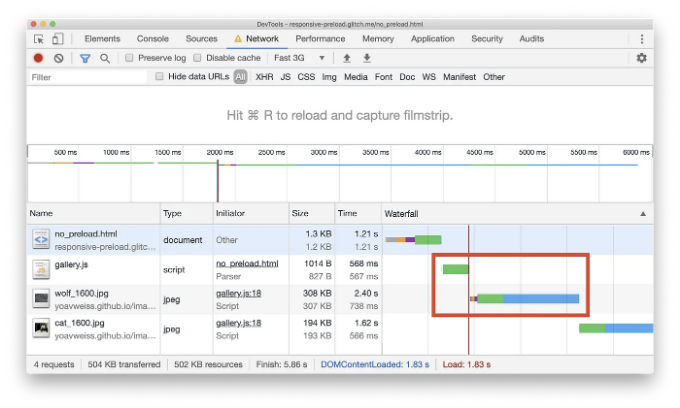 DevTools - responsive-preload.glitch.me/no_preload.html
Elements Console Sources Network Performance Memory Application Security Audits
Preserve log Disable cache Fast 3G
Filter Hide data URLs All XHR JS CSS Img Media Font Doc WS Manifest Other
Hit ⌘ R to reload and capture filmstrip.
500 ms 1000 ms 1500 ms 2000 ms 2500 ms 3000 ms 3500 ms 4000 ms 4500 ms 5000 ms 5500 ms 6000 ms
Name Type Initiator Size Time Waterfall
no_preload.html document Other 1.3 KB 1.21 s
responsive-preload.glitc... 1.2 KB 1.21 s
gallery.js script no_preload.html 1014 B 568 ms
Parser 827 B 567 ms
wolf_1600.jpg jpeg gallery.js:18 308 KB 2.40 s
yoavweiss.github.io/ima... Script 307 KB 738 ms
cat_1600.jpg jpeg gallery.js:18 194 KB 1.62 s
yoavweiss.github.io/ima... Script 193 KB 566 ms
4 requests 504 KB transferred 502 KB resources Finish: 5.86 s DOMContentLoaded: 1.83 s Load: 1.83 s